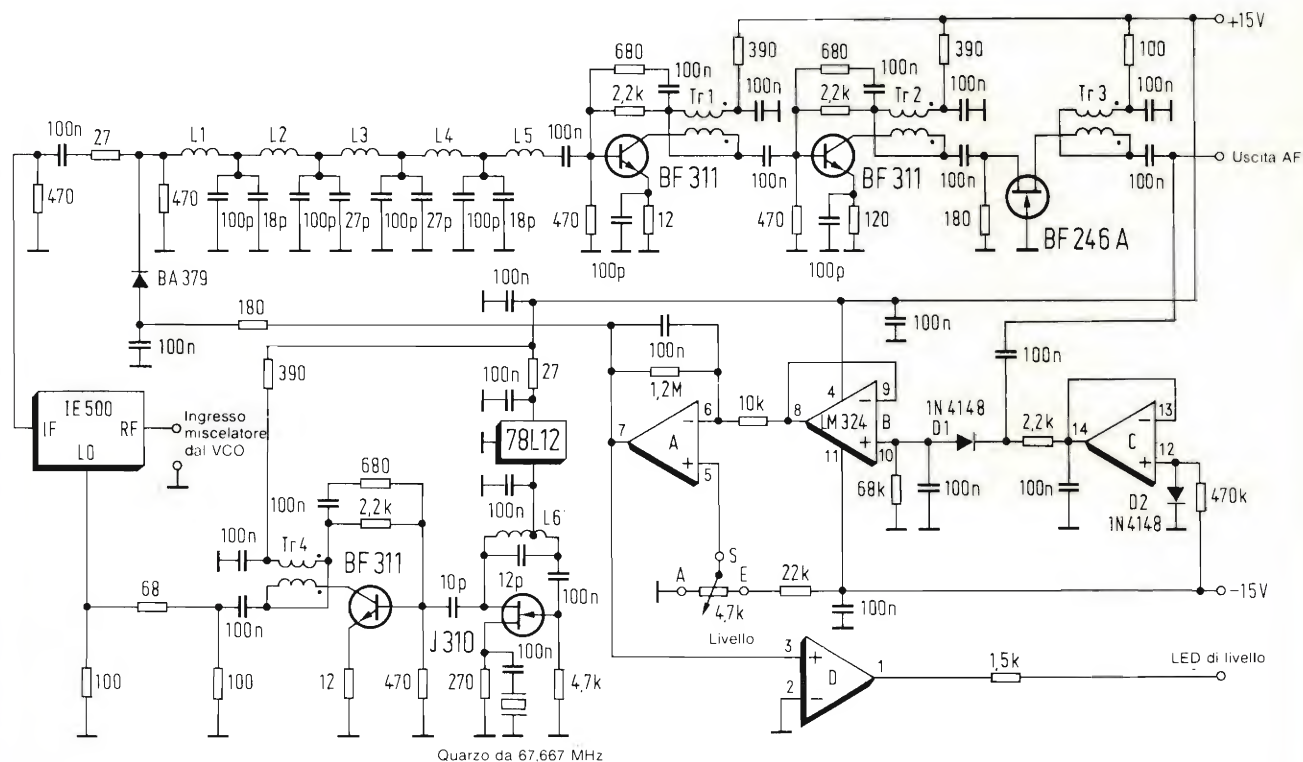 +15V
680
100n
390
100n
2,2k
Tr 1
680
100n
390
100n
2,2k
Tr 2
100
100n
Tr 3
100n
27
L1
L2
L3
L4
L5
100n
BF 311
100n
BF 311
100n
100n
Uscita AF
470
470
100p
18p
100p
27p
100p
27p
100p
18p
470
12
100p
470
120
100p
180
BF 246 A
BA 379
180
100n
100n
100n
100n
390
100n
27
1,2M
100n
IE 500
IF
RF
LO
Ingresso
miscelatore
dal VCO
78L12
100n
7
A
6
5
10k
8
4
9
LM 324
B
10
11
1N 4148
D1
68k
100n
2,2k
14
13
C
12
100n
D2
1N 4148
470k
680
100n
2,2k
100n
Tr 4
BF 311
L6
12p
100n
10p
S
A
E
22k
4,7k
Livello
100n
-15V
68
100n
J 310
100n
100
100
12
470
270
4,7k
3
2
D
1
1,5k
LED di livello
Quarzo da 67,667 MHz